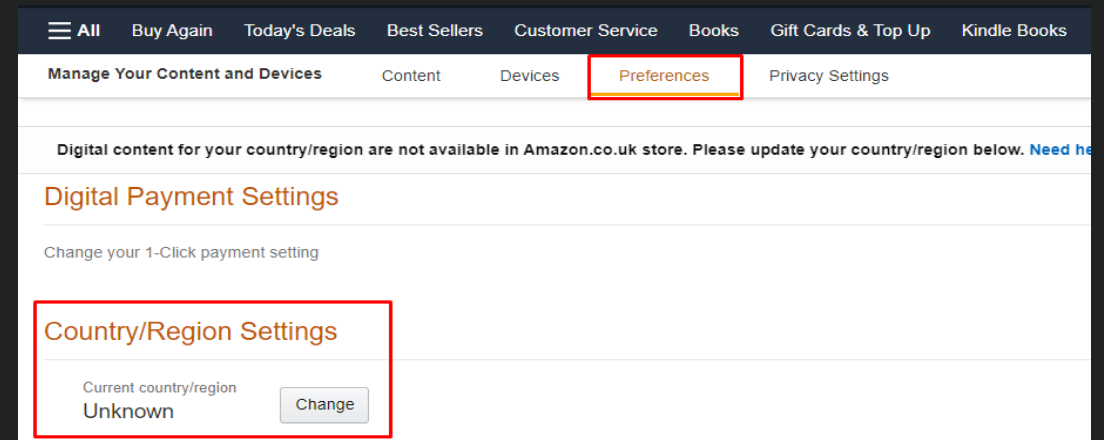 All Buy Again Today's Deals Best Sellers Customer Service Books Gift Cards & Top Up Kindle Books
Manage Your Content and Devices Content Devices Preferences Privacy Settings
Digital content for your country/region are not available in Amazon.co.uk store. Please update your country/region below. Need
Digital Payment Settings
Change your 1-Click payment setting
Country/Region Settings
Current country/region
Unknown Change